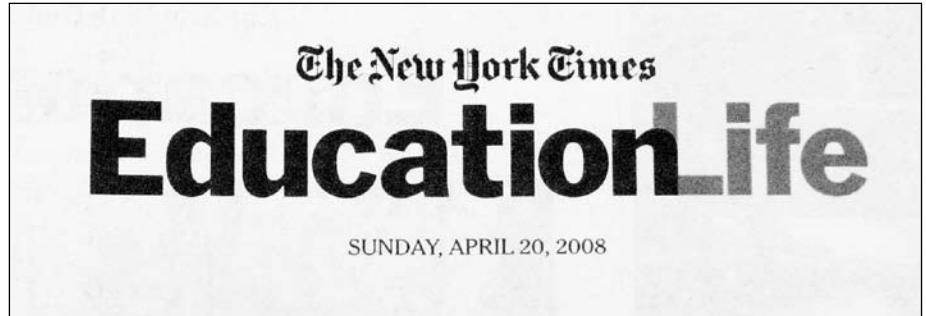 The New York Times
EducationLife
SUNDAY, APRIL 20, 2008